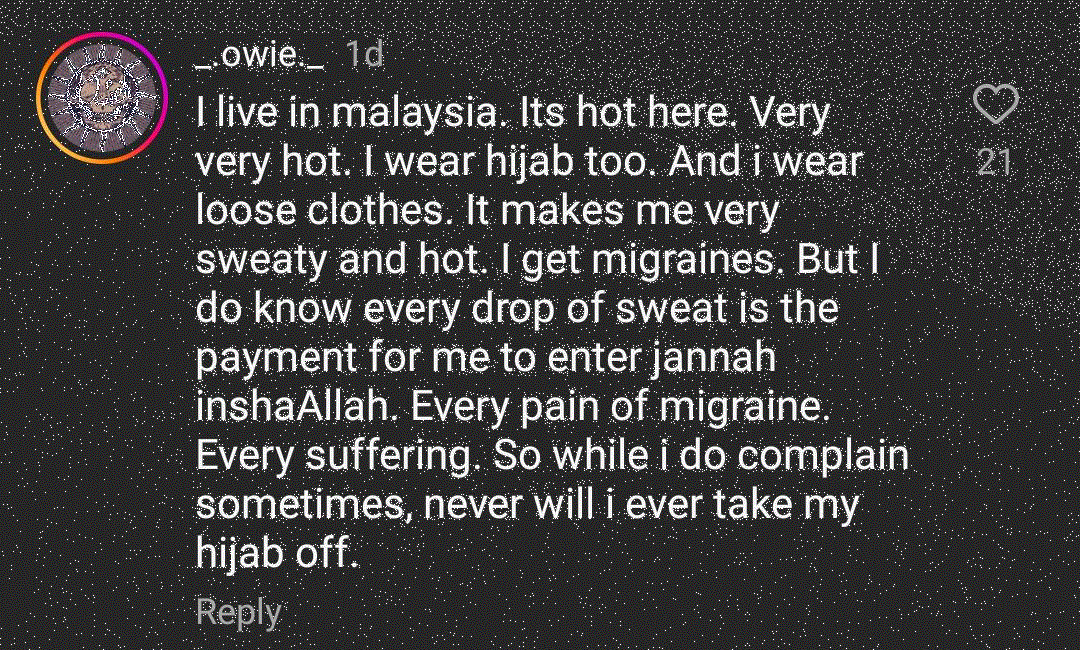 _.owie._ 1d
I live in malaysia. Its hot here. Very
very hot. I wear hijab too. And i wear
loose clothes. It makes me very
sweaty and hot. I get migraines. But I
do know every drop of sweat is the
payment for me to enter jannah
inshaAllah. Every pain of migraine.
Every suffering. So while i do complain
sometimes, never will i ever take my
hijab off.
21
Reply